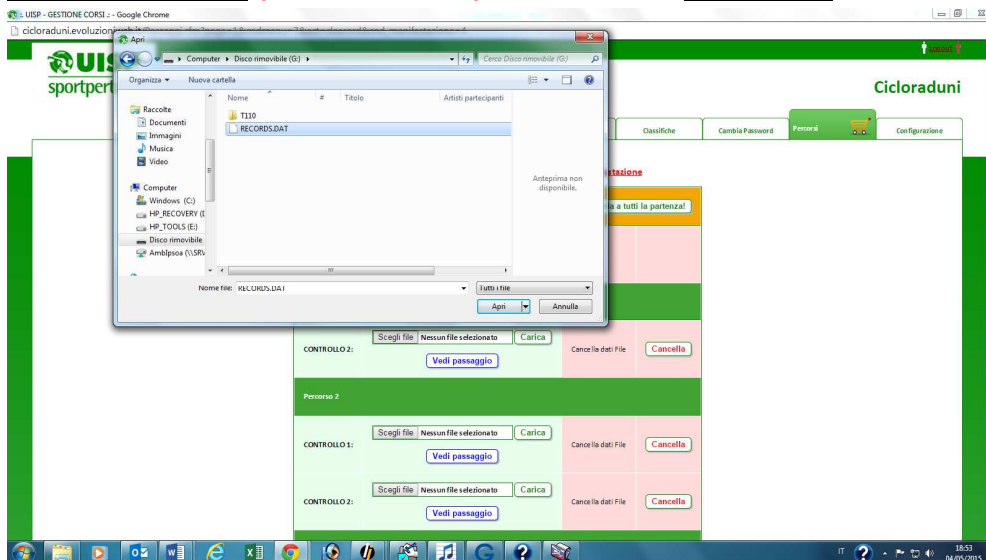 UISP - GESTIONE CORSI .: - Google Chrome
Apri
Computer ▸ Disco rimovibile (G:) ▸
Cerca Disco rimovibile (G:)
Logout
UIS
sportpert
Cicloraduni
Organizza
Nuova cartella
Raccolte
Documenti
Immagini
Musica
Video
Computer
Windows (C:)
HP_RECOVERY (D
HP_TOOLS (E:)
Disco rimovibile
Amblpsoa (\\SRV
Nome # Titolo Artisti partecipanti
T110
RECORDS.DAT
Anteprima non disponibile.
Nome file: RECORDS.DAT
Tutti i file
Apri
Annulla
Classifiche
Cambia Password
Percorsi
Configurazione
stazione
a a tutti la partenza!
CONTROLLO 2: Scegli file Nessun file selezionato Carica
Vedi passaggio
Cancella dati File Cancella
Percorso 2
CONTROLLO 1: Scegli file Nessun file selezionato Carica
Vedi passaggio
Cancella dati File Cancella
CONTROLLO 2: Scegli file Nessun file selezionato Carica
Vedi passaggio
Cancella dati File Cancella
IT
18:53
04/05/2015